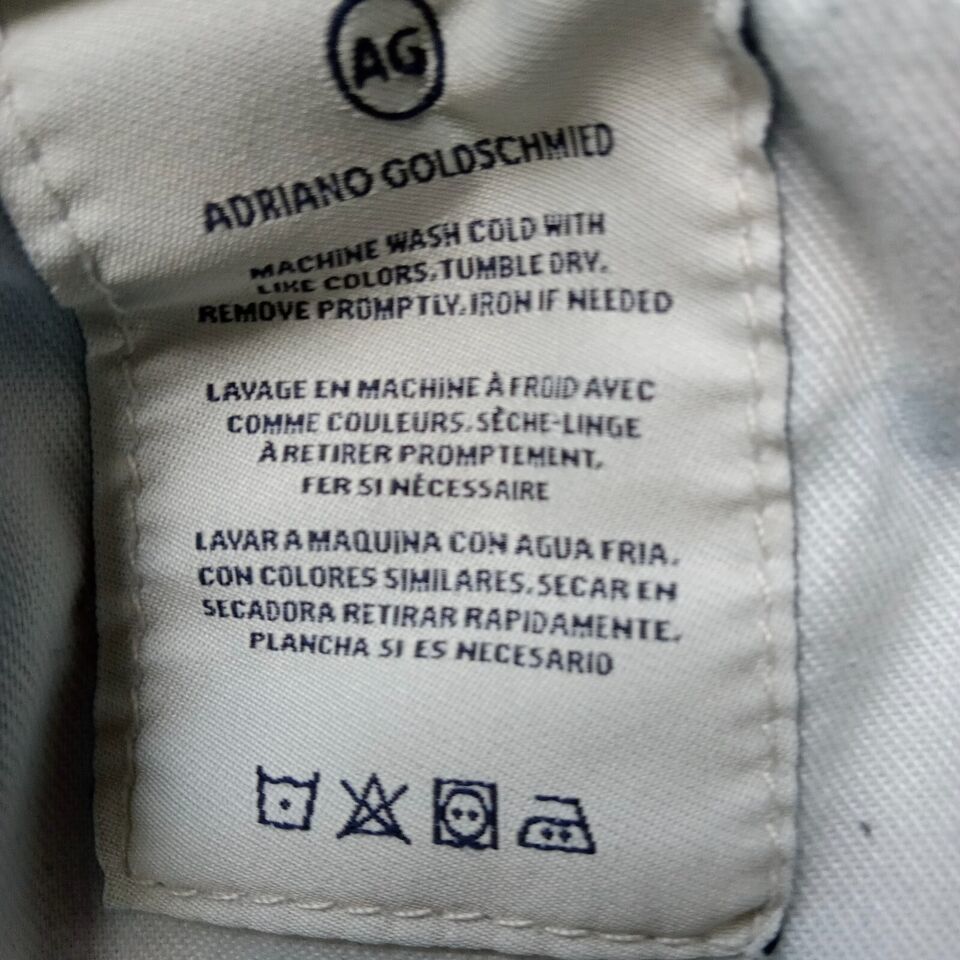 AG
ADRIANO GOLDSCHMIED
MACHINE WASH COLD WITH
LIKE COLORS, TUMBLE DRY.
REMOVE PROMPTLY. IRON IF NEEDED
LAVAGE EN MACHINE À FROID AVEC
COMME COULEURS. SÈCHE-LINGE
À RETIRER PROMPTEMENT,
FER SI NÉCESSAIRE
LAVAR A MAQUINA CON AGUA FRIA.
CON COLORES SIMILARES. SECAR EN
SECADORA RETIRAR RAPIDAMENTE.
PLANCHA SI ES NECESARIO